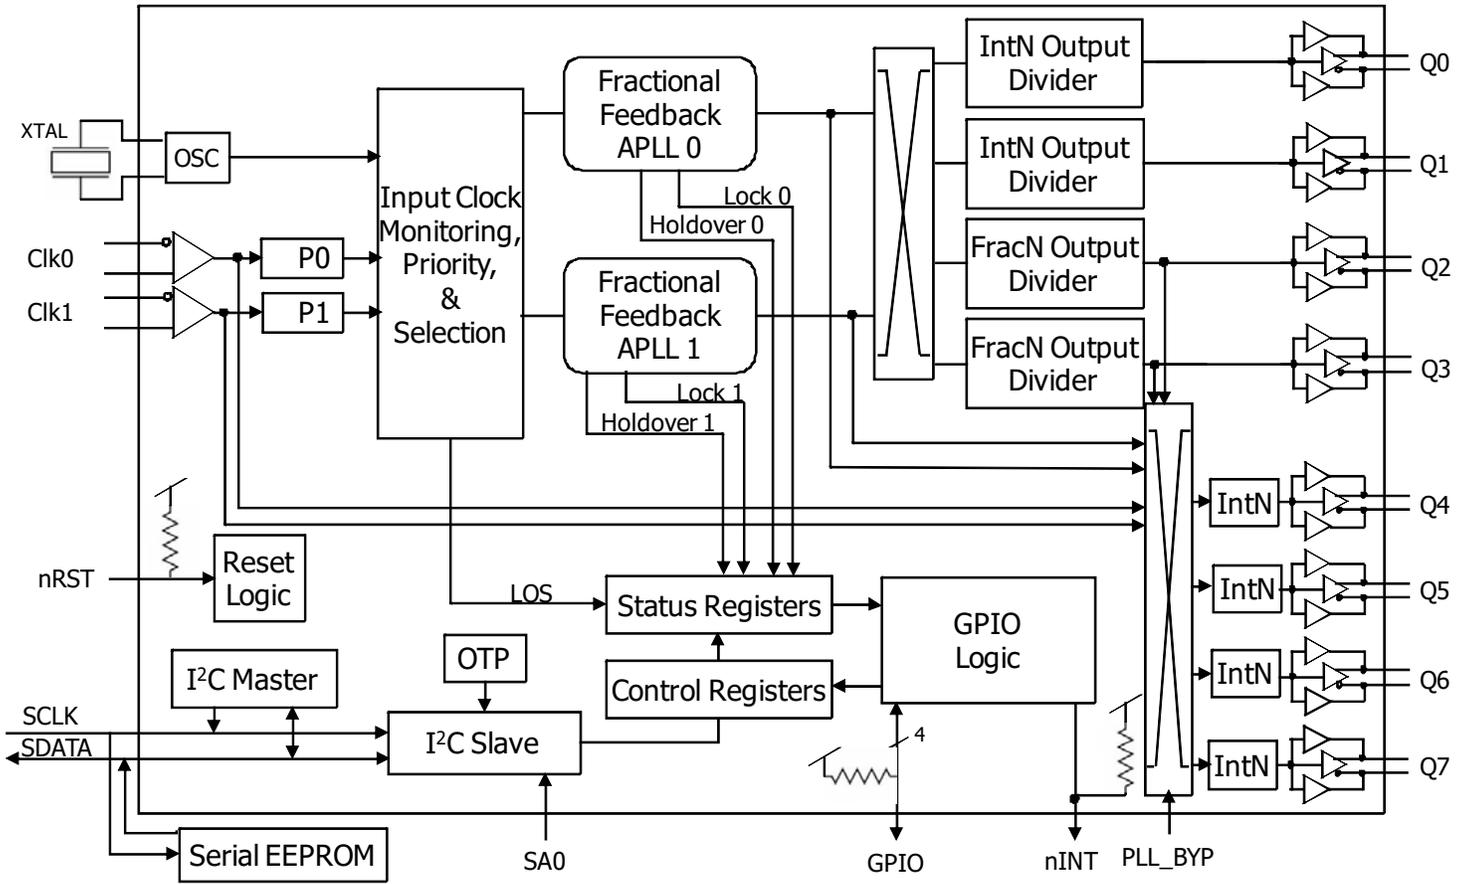 XTAL
OSC
Clk0
Clk1
P0
P1
Input Clock
Monitoring,
Priority,
&
Selection
Fractional
Feedback
APLL 0
Lock 0
Holdover 0
Fractional
Feedback
APLL 1
Lock 1
Holdover 1
IntN Output
Divider
IntN Output
Divider
FracN Output
Divider
FracN Output
Divider
Q0
Q1
Q2
Q3
IntN
Q4
IntN
Q5
IntN
Q6
IntN
Q7
nRST
Reset
Logic
LOS
Status Registers
GPIO
Logic
Control Registers
OTP
I²C Master
I²C Slave
SCLK
SDATA
4
Serial EEPROM
SA0
GPIO
nINT
PLL_BYP